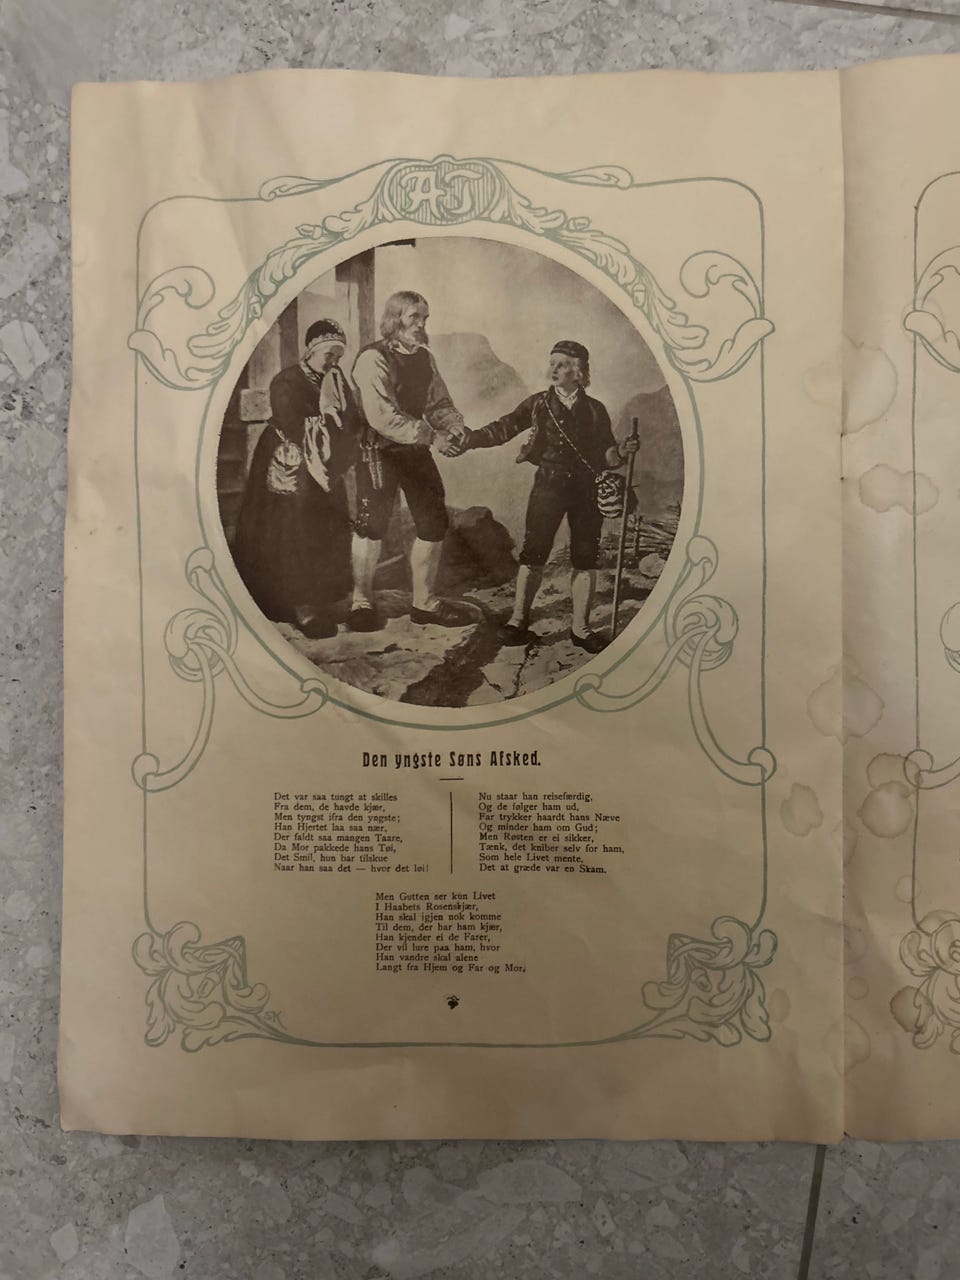 AT
Den yngste Søns Afsked.
Det var saa tungt at skilles
Fra dem, de havde kjær,
Men tyngst ifra den yngste;
Han Hjertet laa saa nær,
Der faldt saa mangen Taare,
Da Mor pakkede hans Tøi,
Det Smil, hun bar tilskue
Naar han saa det — hvor det løi!
Nu staar han reisefærdig,
Og de følger ham ud,
Far trykker haardt hans Næve
Og minder ham om Gud;
Men Røsten er ei sikker,
Tænk, det kniber selv for ham,
Som hele Livet mente,
Det at græde var en Skam.
Men Gutten ser kun Livet
I Haabets Rosenskjær,
Han skal igjen nok komme
Til dem, der har ham kjær,
Han kjender ei de Farer,
Der vil lure paa ham, hvor
Han vandre skal alene
Langt fra Hjem og Far og Mor.
SK